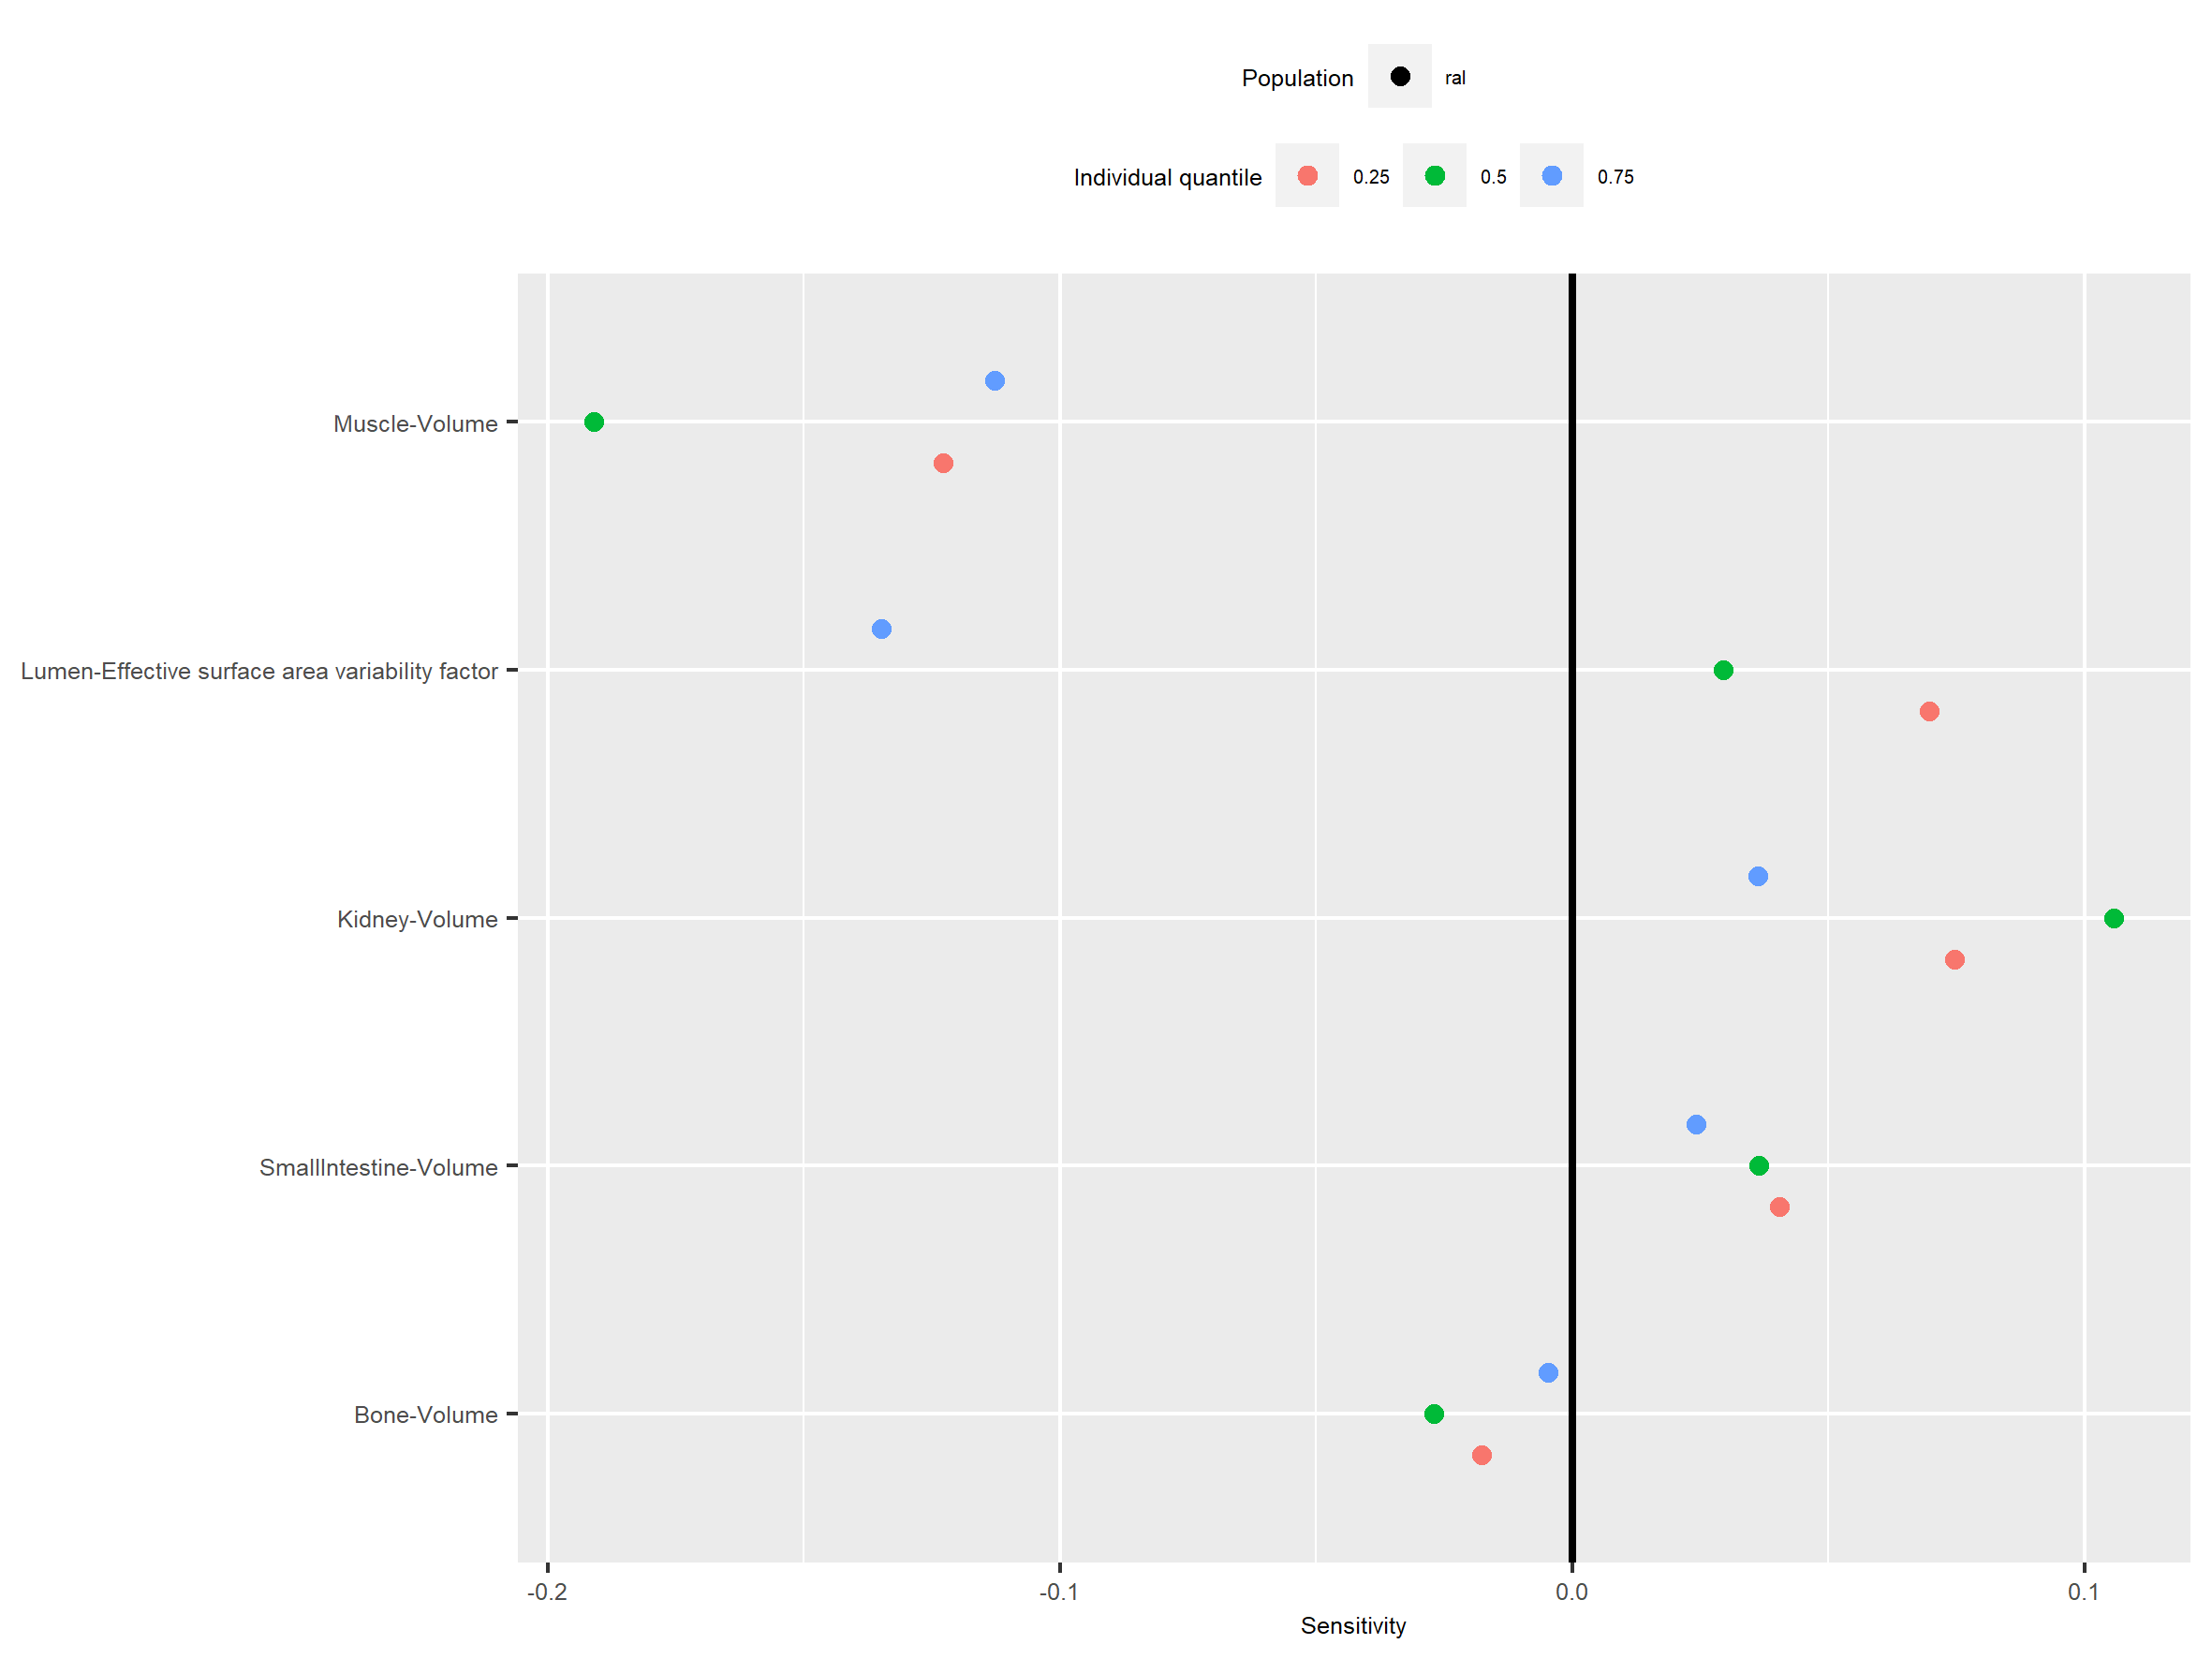 Population ral
Individual quantile 0.25 0.5 0.75
Muscle-Volume
Lumen-Effective surface area variability factor
Kidney-Volume
SmallIntestine-Volume
Bone-Volume
-0.2 -0.1 0.0 0.1
Sensitivity